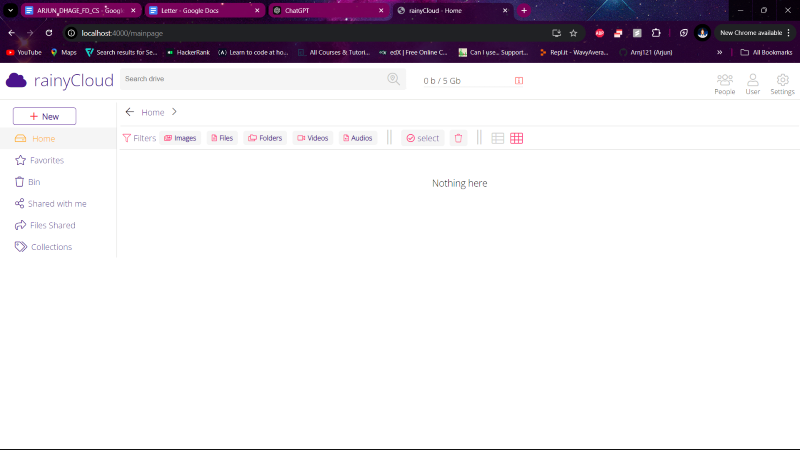 ARJUN_DHAGE_FD_CS - Googl
Letter - Google Docs
ChatGPT
rainyCloud - Home
localhost:4000/mainpage
New Chrome available
YouTube
Maps
Search results for Se...
HackerRank
(A) Learn to code at ho...
All Courses & Tutori...
edX | Free Online C...
Can I use... Support...
Repl.it - WavyAvera...
Arnj121 (Arjun)
All Bookmarks
rainyCloud
Search drive
0 b / 5 Gb
People
User
Settings
+ New
Home
Home
Filters
Images
Files
Folders
Videos
Audios
select
Favorites
Bin
Shared with me
Files Shared
Collections
Nothing here